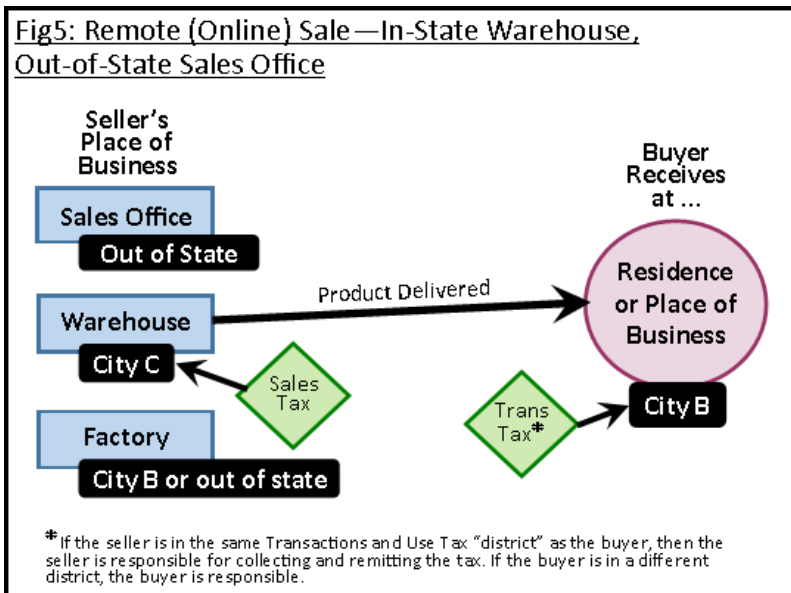 Fig5: Remote (Online) Sale—In-State Warehouse,
Out-of-State Sales Office
Seller's
Place of
Business
Sales Office
Out of State
Warehouse
City C
Factory
City B or out of state
Product Delivered
Sales
Tax
Trans
Tax*
Buyer
Receives
at ...
Residence
or Place of
Business
City B
*If the seller is in the same Transactions and Use Tax “district” as the buyer, then the
seller is responsible for collecting and remitting the tax. If the buyer is in a different
district, the buyer is responsible.